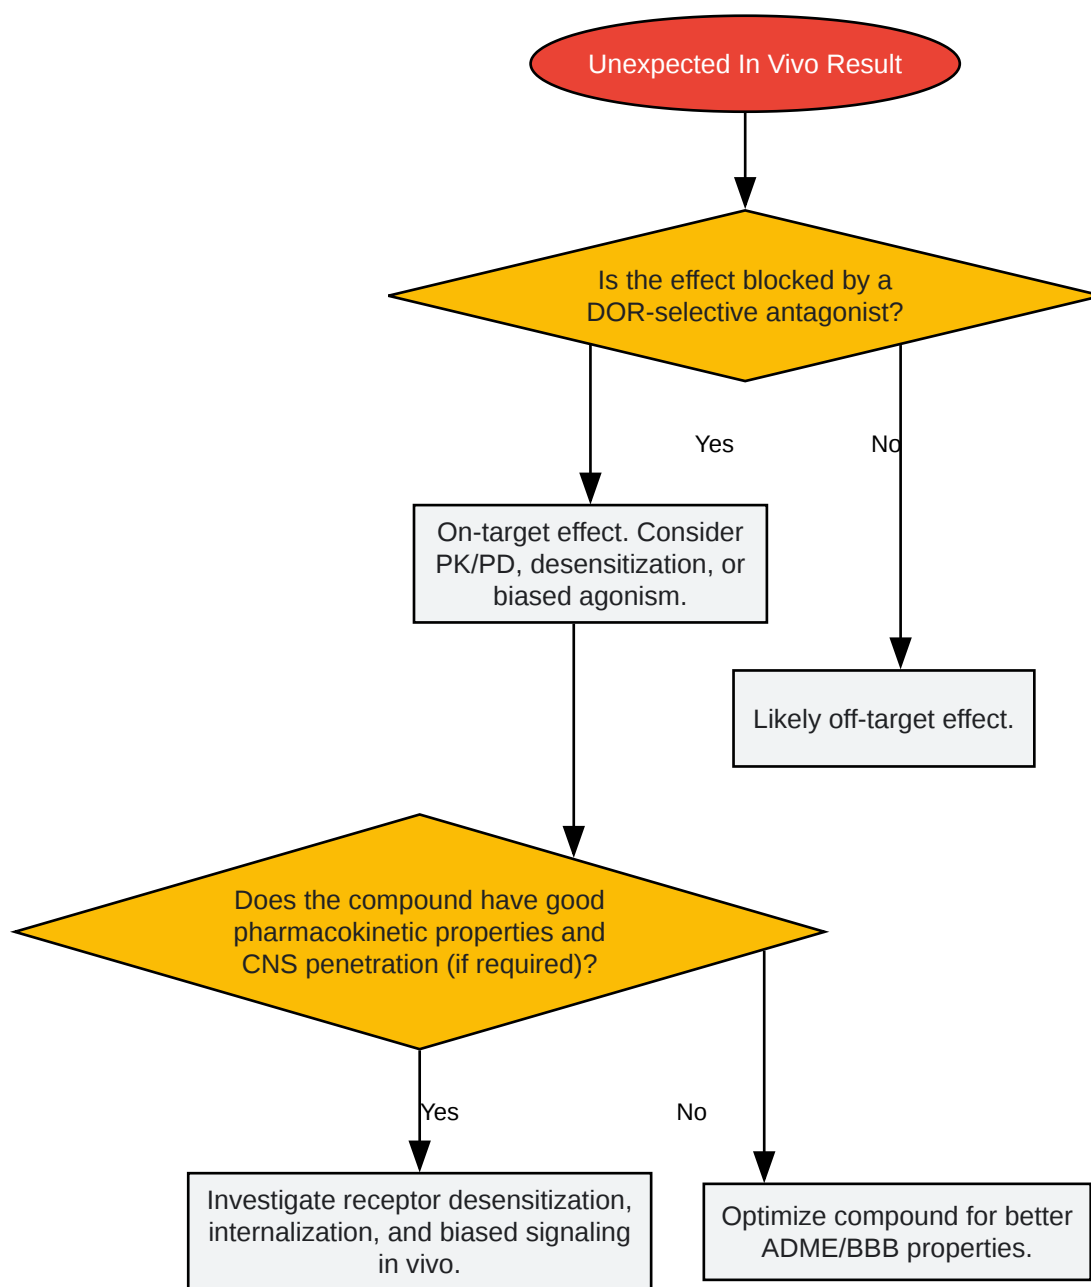 Unexpected In Vivo Result
Is the effect blocked by a
DOR-selective antagonist?
Yes
No
On-target effect. Consider
PK/PD, desensitization, or
biased agonism.
Likely off-target effect.
Does the compound have good
pharmacokinetic properties and
CNS penetration (if required)?
Yes
No
Investigate receptor desensitization,
internalization, and biased signaling
in vivo.
Optimize compound for better
ADME/BBB properties.